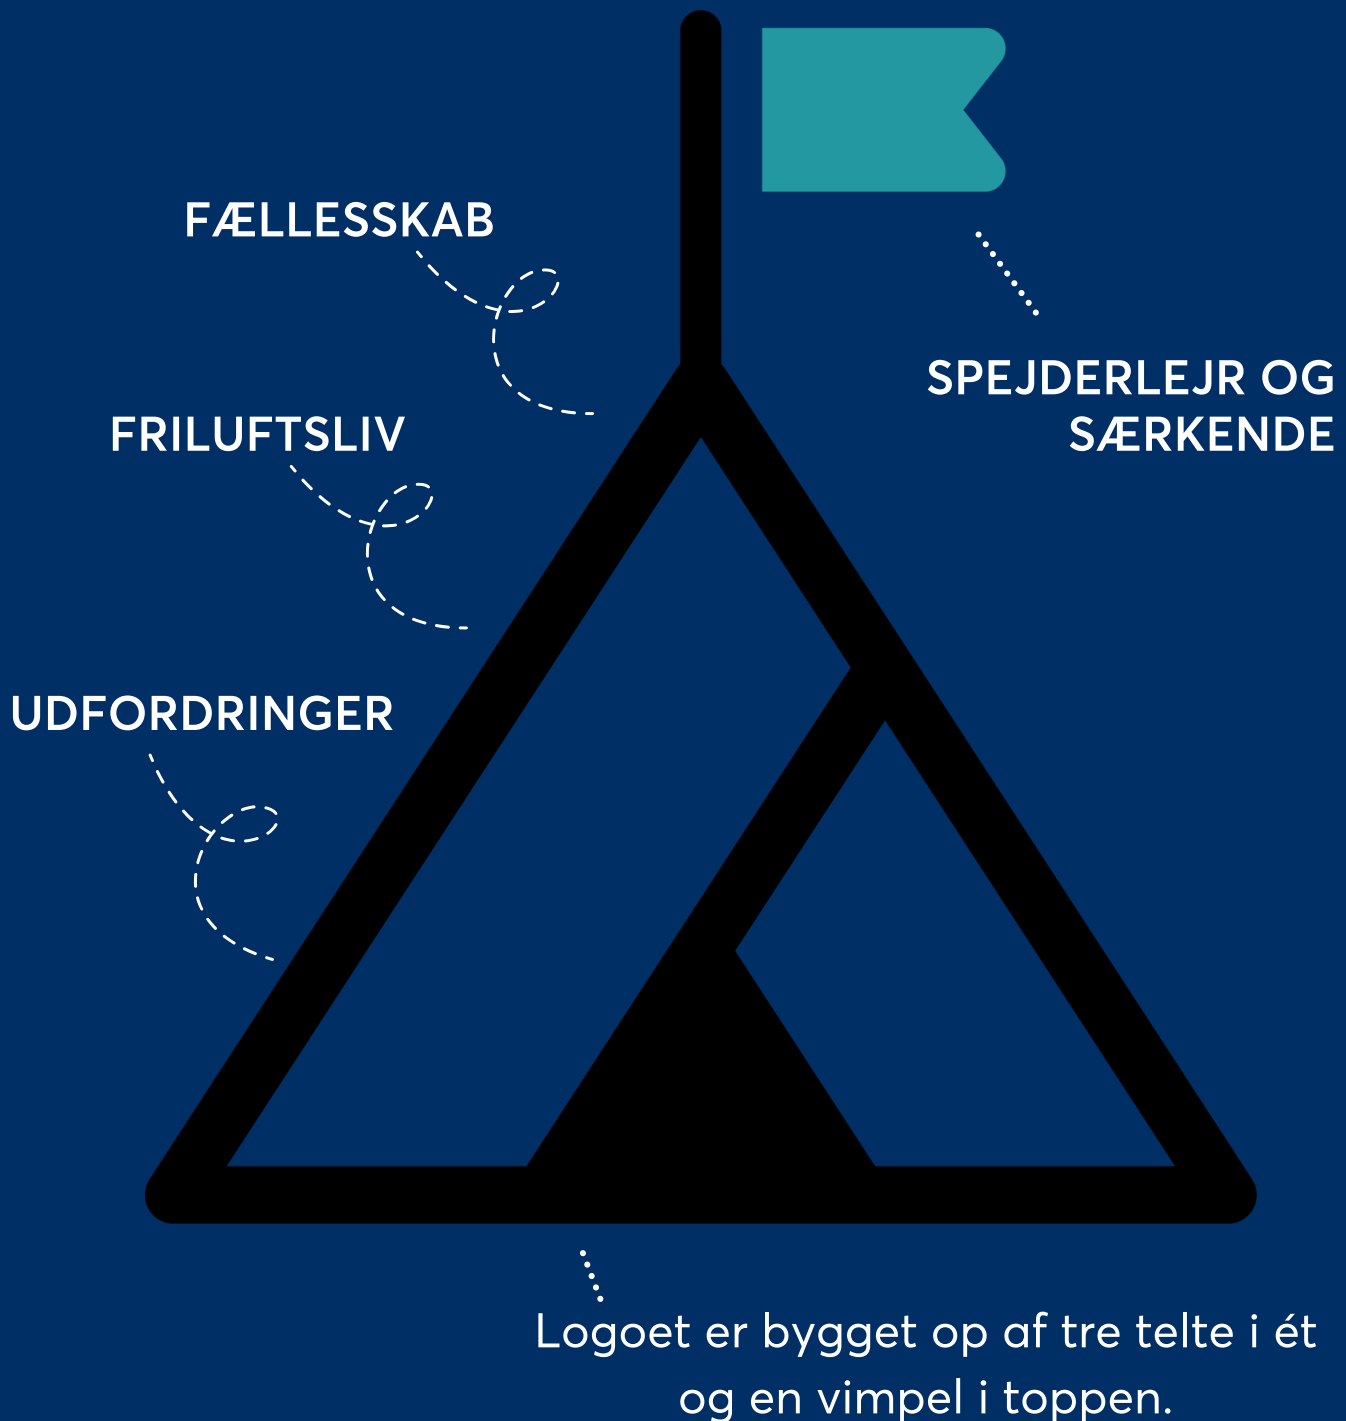 FÆLLESSKAB
SPEJDERLEJR OG
SÆRKENDE
FRILUFTSLIV
UDFORDRINGER
Logoet er bygget op af tre telte i ét
og en vimpel i toppen.